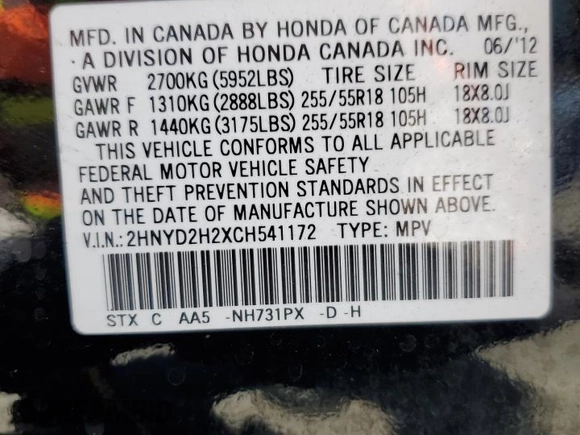 MFD. IN CANADA BY HONDA OF CANADA MFG.,
A DIVISION OF HONDA CANADA INC. 06/'12
GVWR 2700KG (5952LBS) TIRE SIZE RIM SIZE
GAWR F 1310KG (2888LBS) 255/55R18 105H 18X8.0J
GAWR R 1440KG (3175LBS) 255/55R18 105H 18X8.0J
THIS VEHICLE CONFORMS TO ALL APPLICABLE
FEDERAL MOTOR VEHICLE SAFETY
AND THEFT PREVENTION STANDARDS IN EFFECT
ON THE DATE OF MANUFACTURE SHOWN ABOVE.
V.I.N.: 2HNYD2H2XCH541172 TYPE: MPV
STX C AA5 -NH731PX -D -H